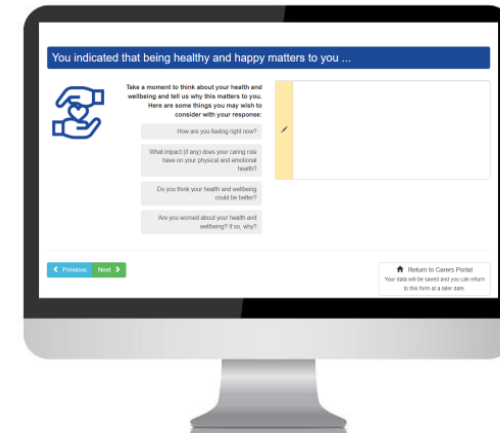 You indicated that being healthy and happy matters to you ...
Take a moment to think about your health and
wellbeing and tell us why this matters to you.
Here are some things you may wish to
consider with your response:
How are you feeling right now?
What impact (if any) does your caring role
have on your physical and emotional
health?
Do you think your health and wellbeing
could be better?
Are you worried about your health and
wellbeing? If so, why?
Previous Next
Return to Carers Portal
Your data will be saved and you can return
to this form at a later date.